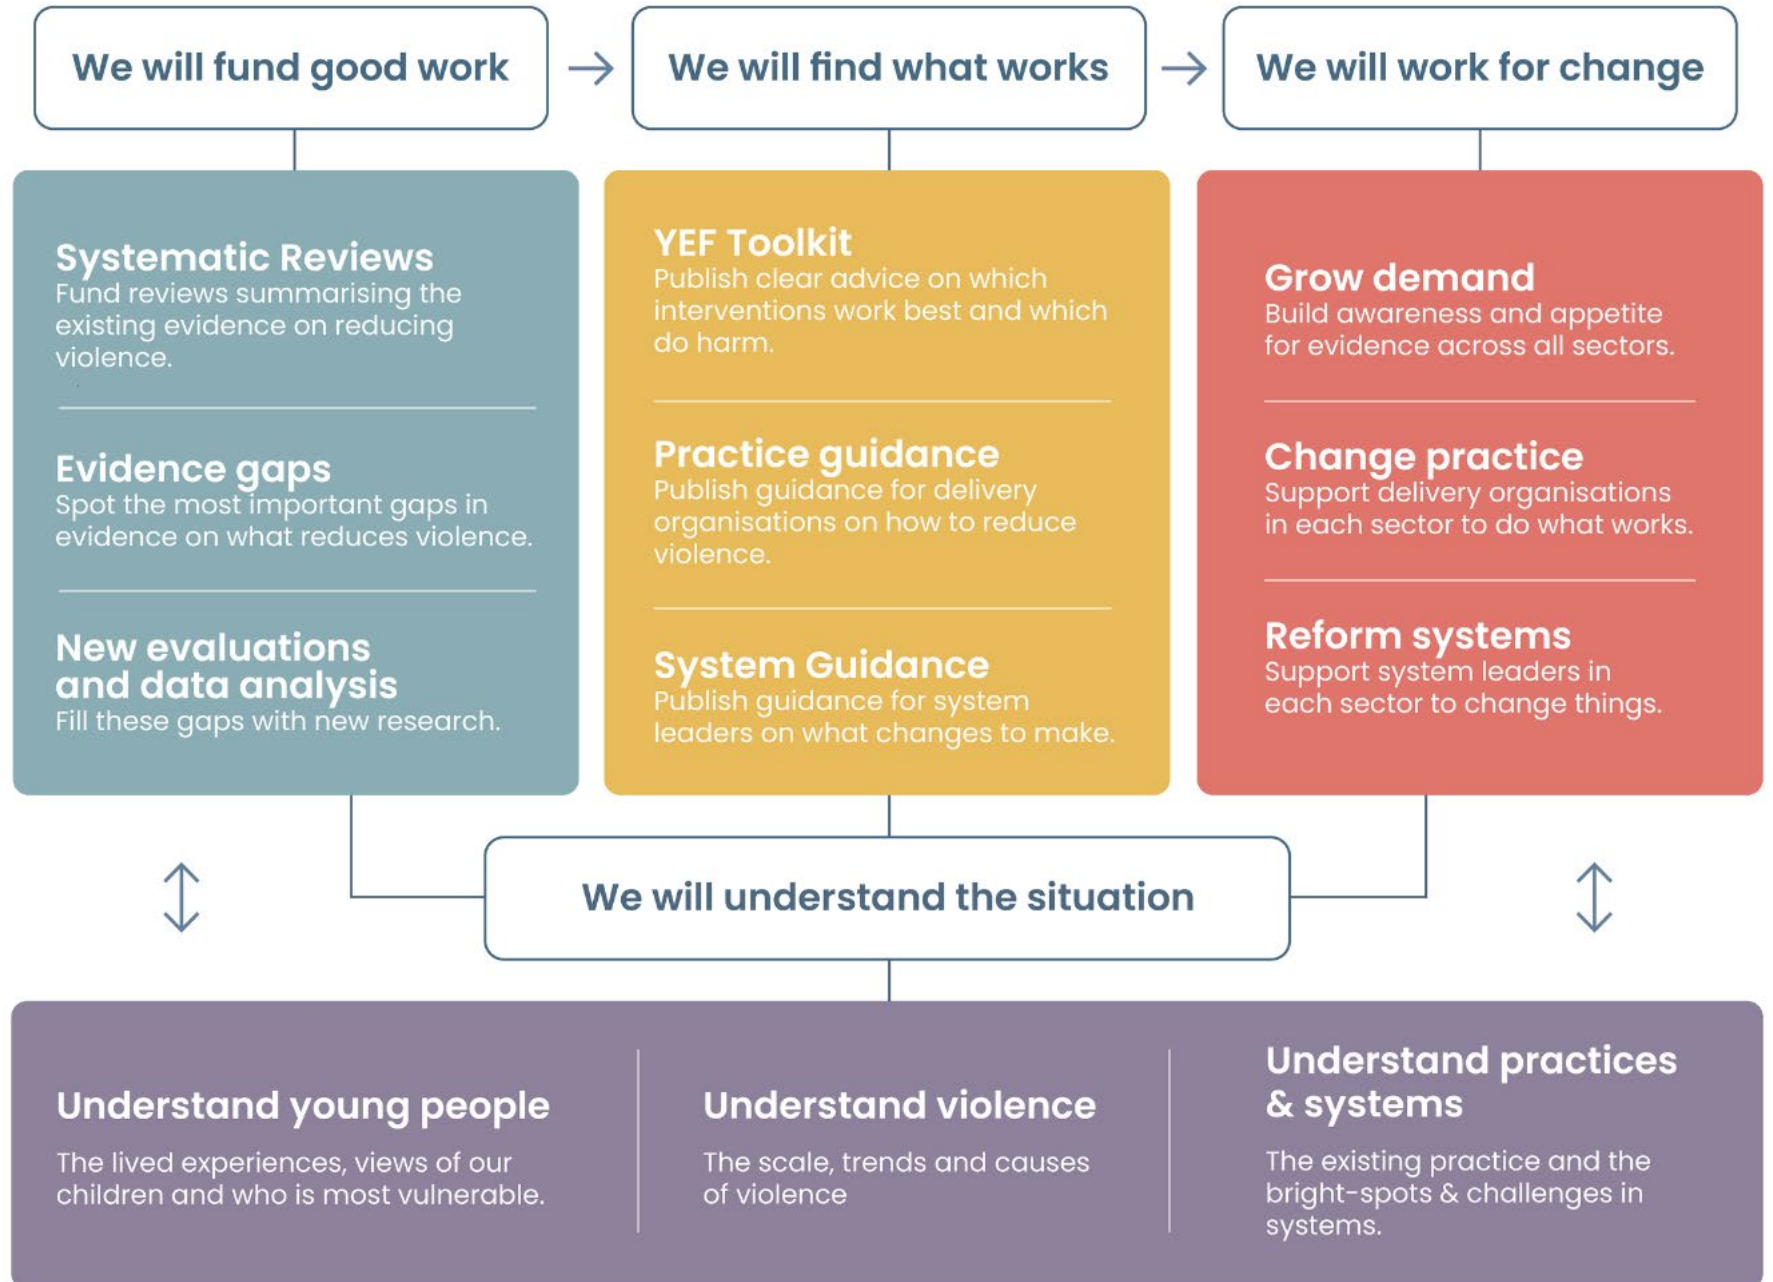 We will fund good work
We will find what works
We will work for change
Systematic Reviews
Fund reviews summarising the
existing evidence on reducing
violence.
Evidence gaps
Spot the most important gaps in
evidence on what reduces violence.
New evaluations
and data analysis
Fill these gaps with new research.
YEF Toolkit
Publish clear advice on which
interventions work best and which
do harm.
Practice guidance
Publish guidance for delivery
organisations on how to reduce
violence.
System Guidance
Publish guidance for system
leaders on what changes to make.
Grow demand
Build awareness and appetite
for evidence across all sectors.
Change practice
Support delivery organisations
in each sector to do what works.
Reform systems
Support system leaders in
each sector to change things.
We will understand the situation
Understand young people
The lived experiences, views of our
children and who is most vulnerable.
Understand violence
The scale, trends and causes
of violence
Understand practices
& systems
The existing practice and the
bright-spots & challenges in
systems.